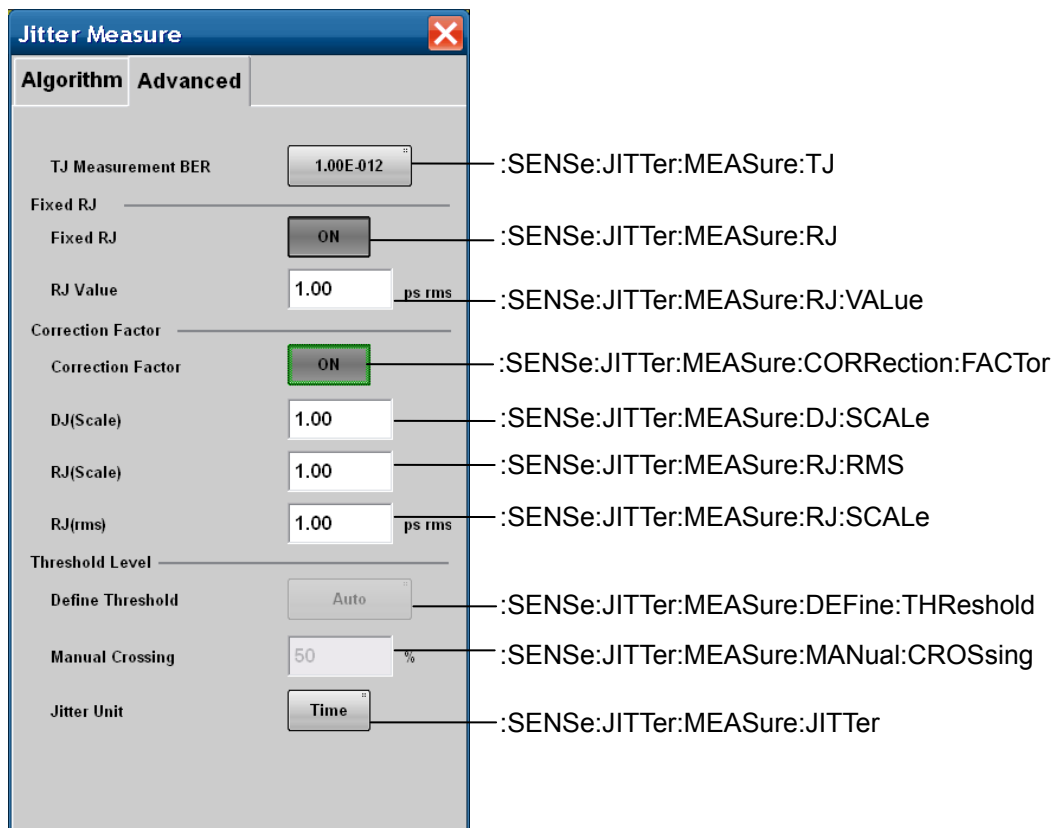 Jitter Measure
Algorithm Advanced
TJ Measurement BER 1.00E-012 :SENSe:JITTer:MEASure:TJ
Fixed RJ
Fixed RJ ON :SENSe:JITTer:MEASure:RJ
RJ Value 1.00 ps rms :SENSe:JITTer:MEASure:RJ:VALue
Correction Factor
Correction Factor ON :SENSe:JITTer:MEASure:CORRection:FACTor
DJ(Scale) 1.00 :SENSe:JITTer:MEASure:DJ:SCALe
RJ(Scale) 1.00 :SENSe:JITTer:MEASure:RJ:RMS
RJ(rms) 1.00 ps rms :SENSe:JITTer:MEASure:RJ:SCALe
Threshold Level
Define Threshold Auto :SENSe:JITTer:MEASure:DEFine:THReshold
Manual Crossing 50 % :SENSe:JITTer:MEASure:MANual:CROSsing
Jitter Unit Time :SENSe:JITTer:MEASure:JITTer